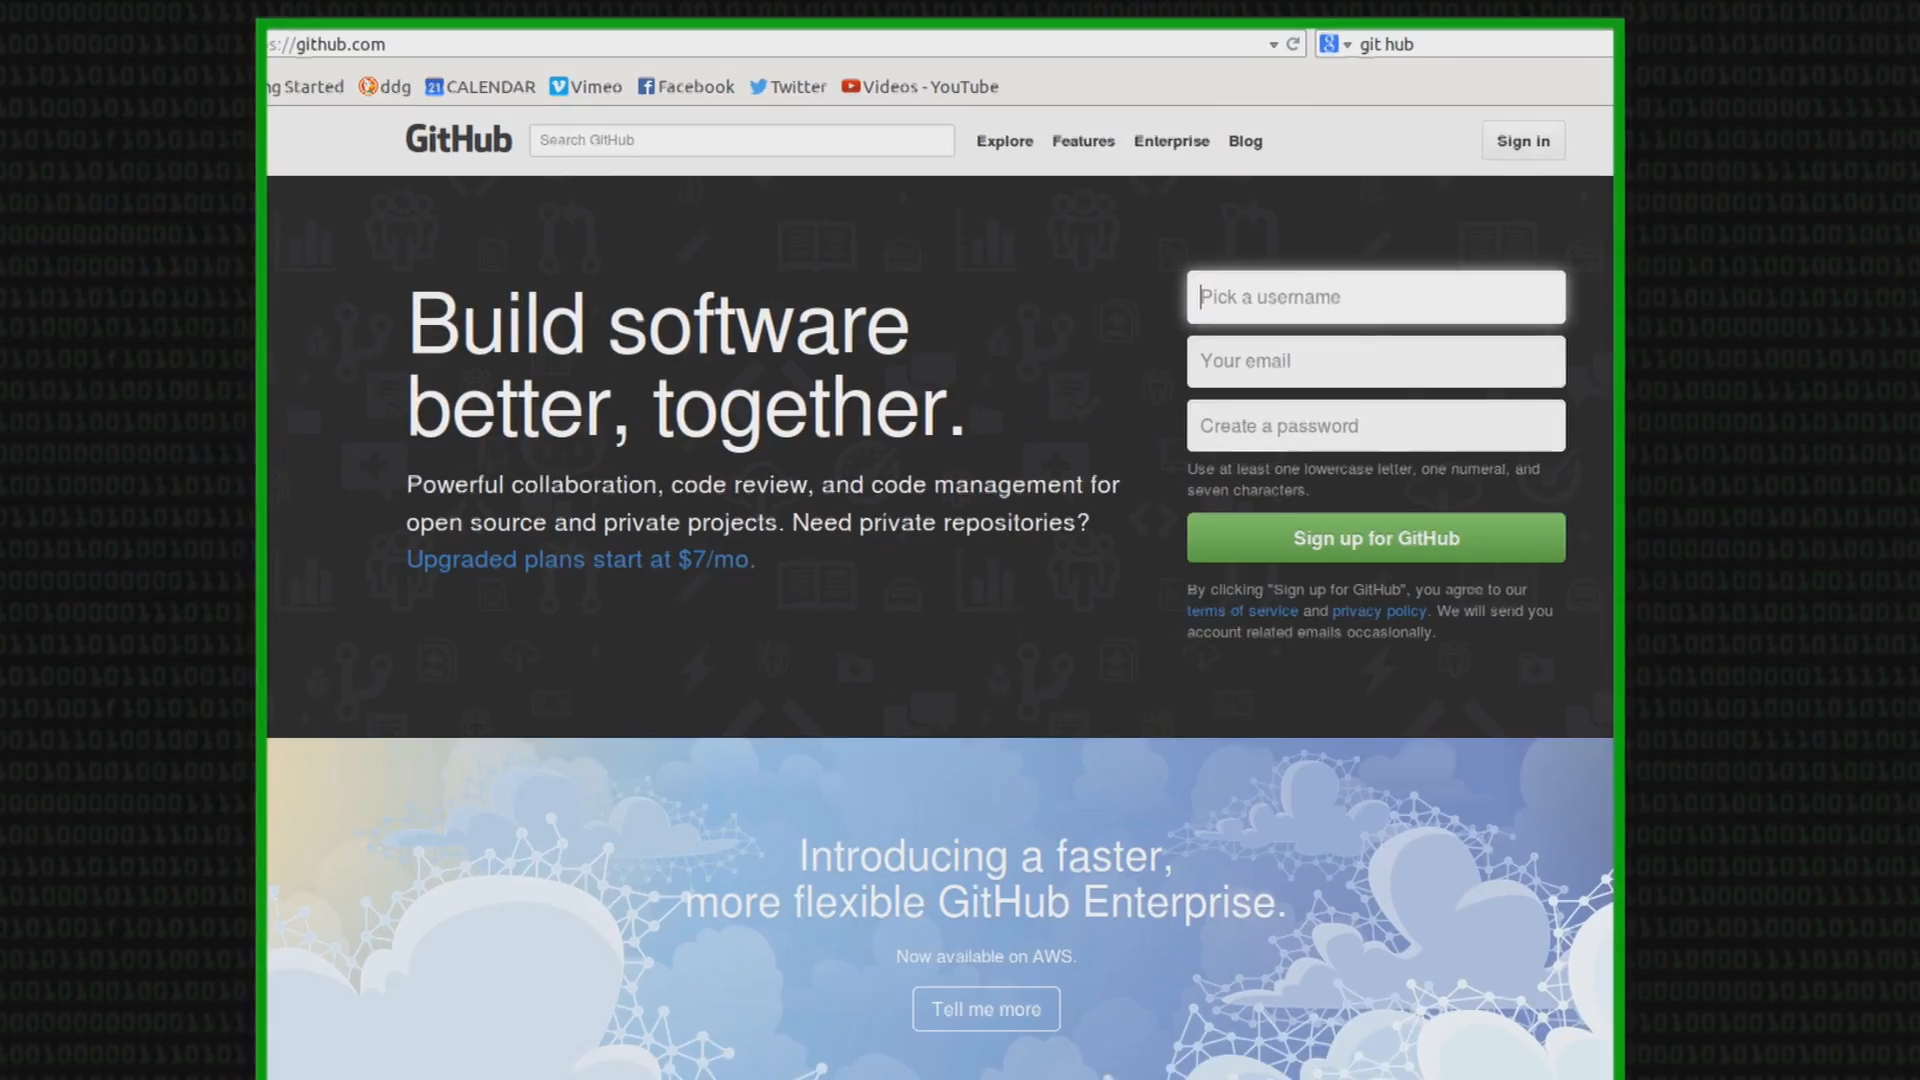 s://github.com
git hub
ng Started
ddg
21
CALENDAR
Vimeo
Facebook
Twitter
Videos - YouTube
GitHub
Search GitHub
Explore
Features
Enterprise
Blog
Sign in
Build software
better, together.
Powerful collaboration, code review, and code management for
open source and private projects. Need private repositories?
Upgraded plans start at $7/mo.
Pick a username
Your email
Create a password
Use at least one lowercase letter, one numeral, and
seven characters.
Sign up for GitHub
By clicking "Sign up for GitHub", you agree to our
terms of service and privacy policy. We will send you
account related emails occasionally.
Introducing a faster,
more flexible GitHub Enterprise.
Now available on AWS.
Tell me more